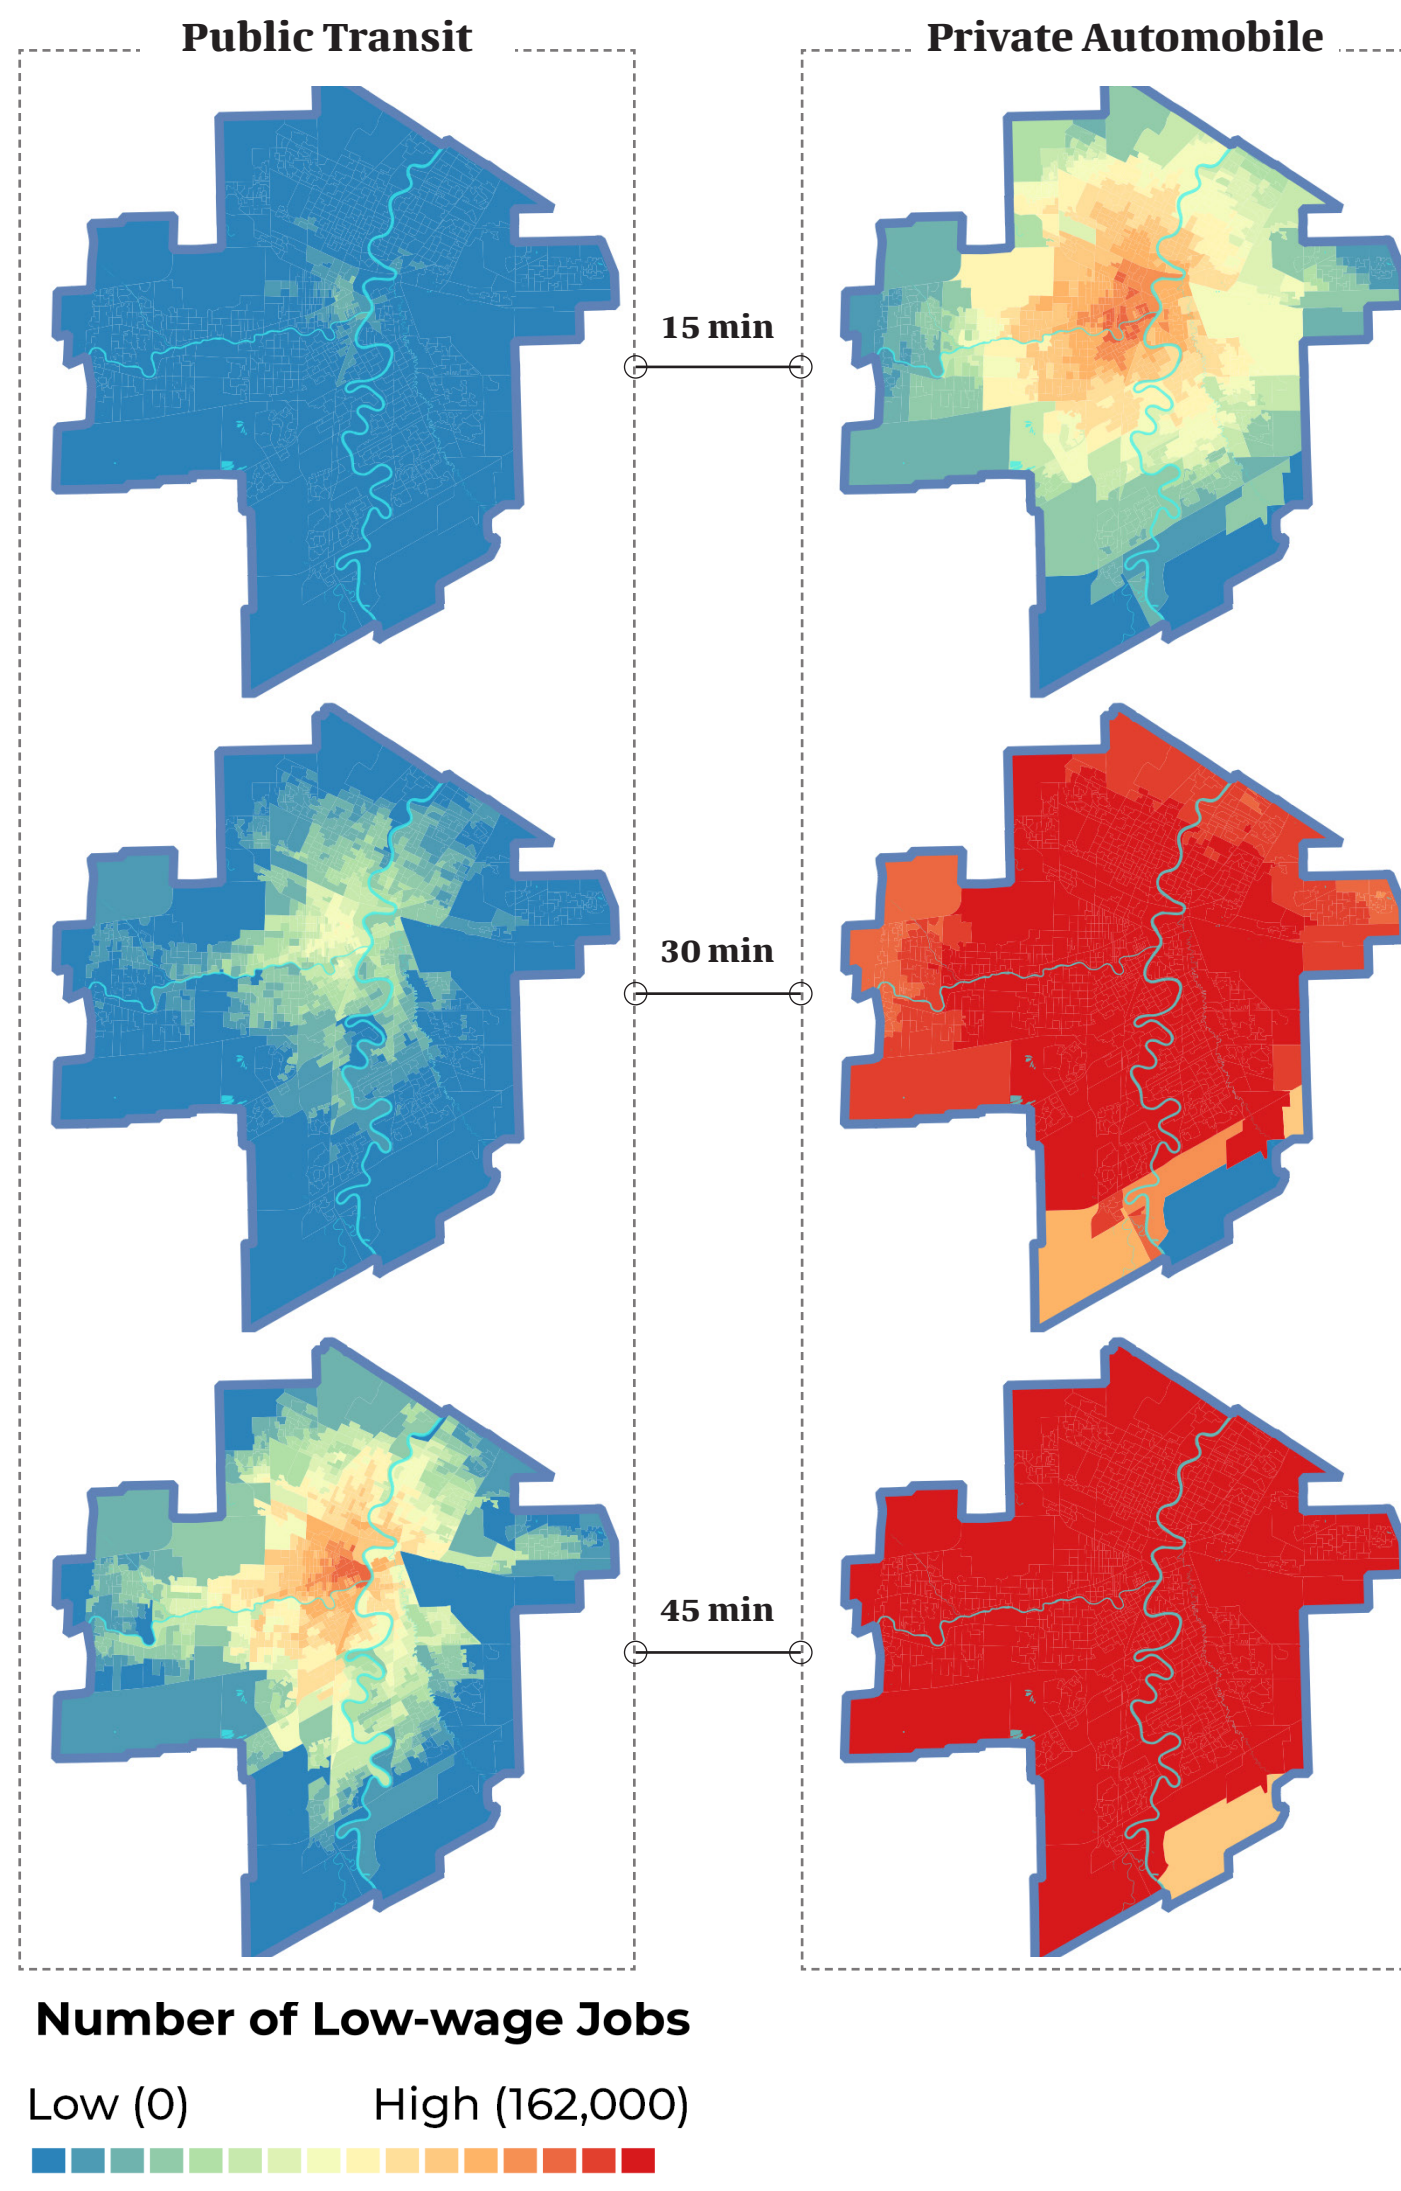 Public Transit
Private Automobile
15 min
30 min
45 min
Number of Low-wage Jobs
Low (0)
High (162,000)